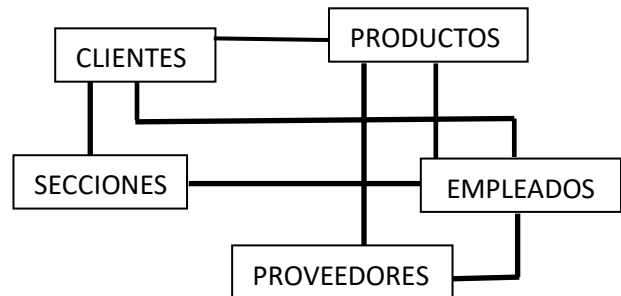 PRODUCTOS
CLIENTES
SECCIONES
EMPLEADOS
PROVEEDORES